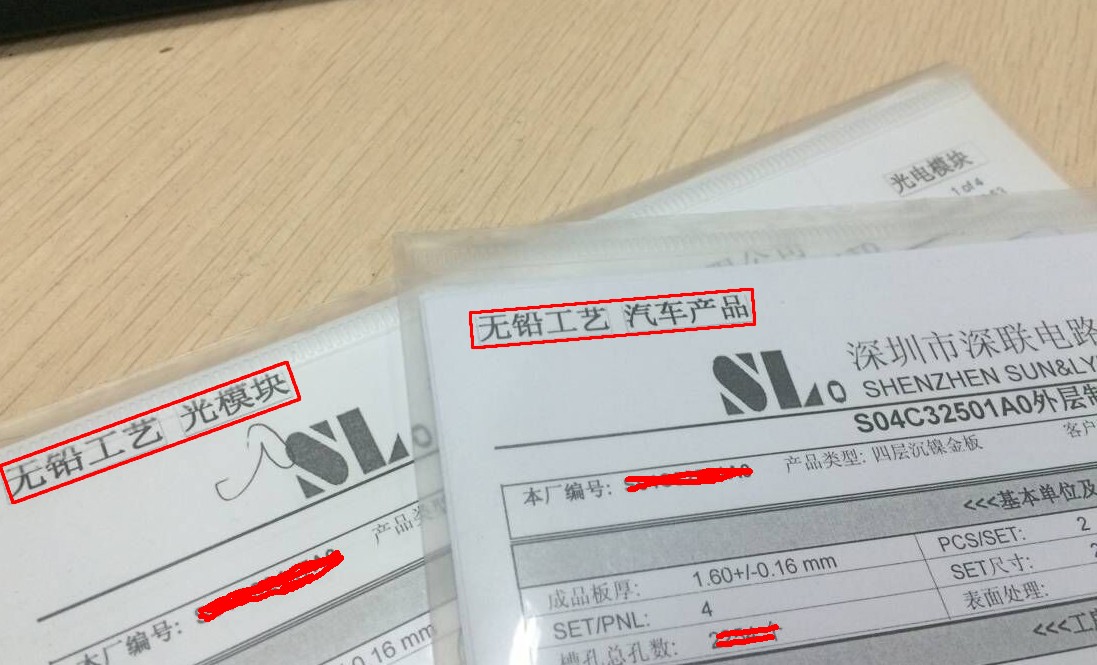 光电模块
1 of 4
无铅工艺 汽车产品
SL
深圳市深联电路
SHENZHEN SUN&LY
S04C32501A0外层制
产品类型: 四层沉镍金板
客户
本厂编号:
<<<基本单位及
PCS/SET: 2
成品板厚: 1.60+/-0.16 mm
SET尺寸:
SET/PNL: 4
表面处理:
槽孔总孔数:
<<<工
无铅工艺 光模块
SL
产品类型
本厂编号:
0.16 mm